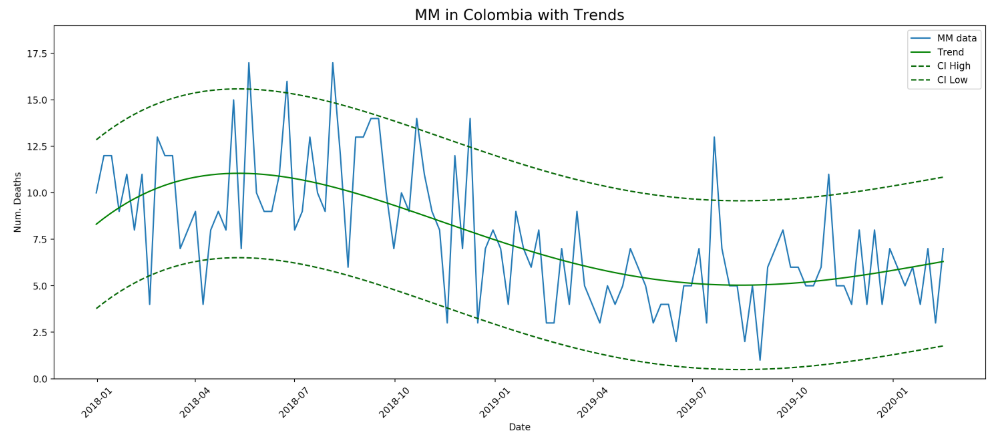 MM in Colombia with Trends
MM data
Trend
CI High
CI Low
Num. Deaths
17.5
15.0
12.5
10.0
7.5
5.0
2.5
0.0
2018-01
2018-04
2018-07
2018-10
2019-01
2019-04
2019-07
2019-10
2020-01
Date